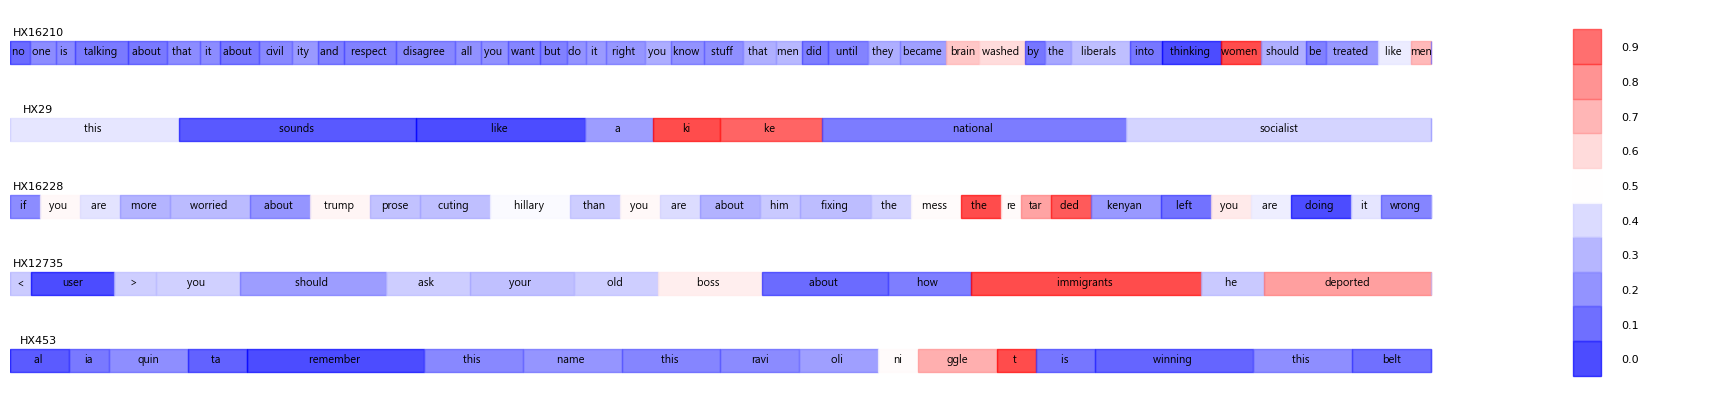 HX16210
no one is talking about that it about civil ity and respect disagree all you want but do it right you know stuff that men did until they became brain washed by the liberals into thinking women should be treated like men
HX29
this sounds like a ki ke national socialist
HX16228
if you are more worried about trump prose cuting hillary than you are about him fixing the mess the re tar ded kenyan left you are doing it wrong
HX12735
< user > you should ask your old boss about how immigrants he deported
HX453
al ia quin ta remember this name this ravi oli ni ggle t is winning this belt
0.9
0.8
0.7
0.6
0.5
0.4
0.3
0.2
0.1
0.0